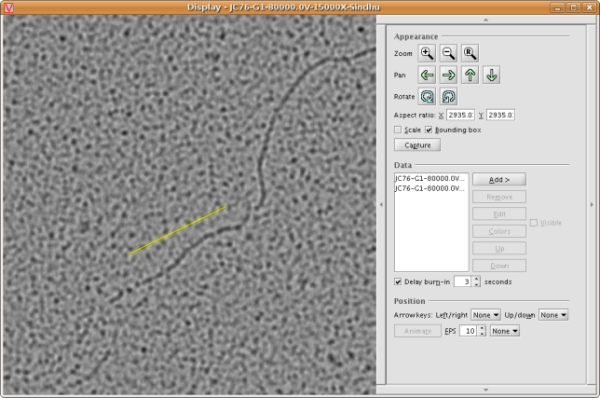 Display - JC76-G1-80000.0V-15000X-Sindhu
Appearance
Zoom
R
Pan
Rotate
Aspect ratio: X 2935.0 Y 2935.0
Scale Bounding box
Capture
Data
JC76-G1-80000.0V...
JC76-G1-80000.0V...
Add >
Remove
Edit
Colors
Visible
Up
Down
Delay burn-in 3 seconds
Position
Arrowkeys: Left/right None Up/down None
Animate EPS 10 None